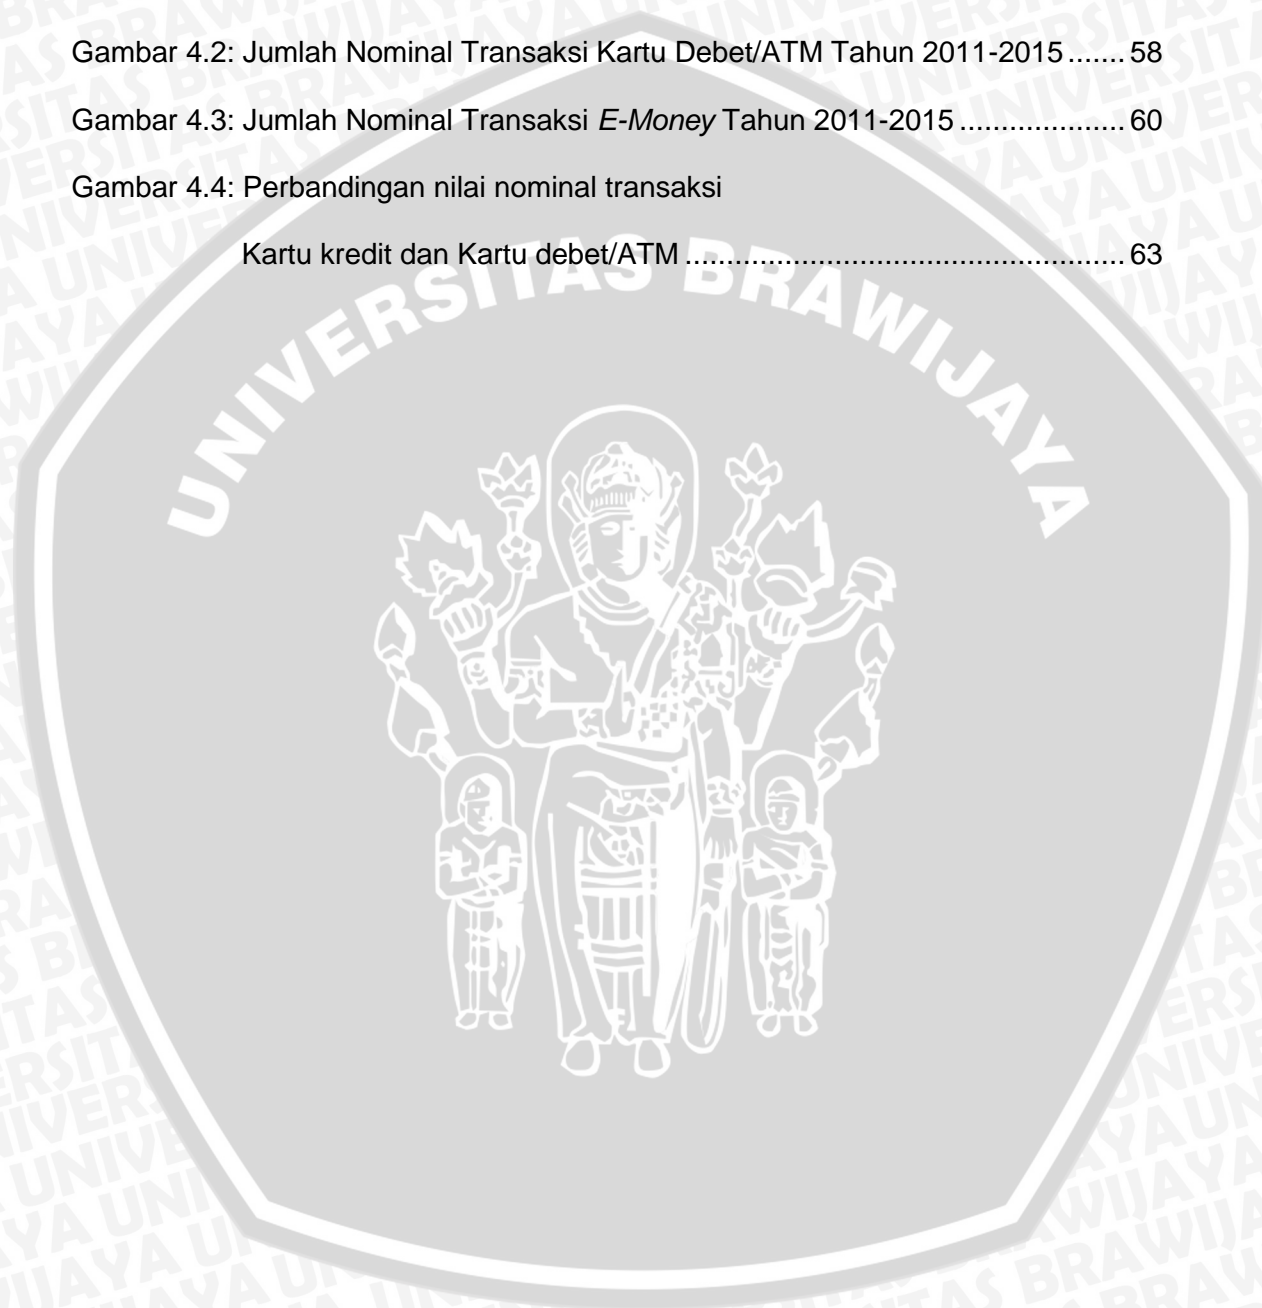 Gambar 4.2: Jumlah Nominal Transaksi Kartu Debet/ATM Tahun 2011-2015 ....... 58
Gambar 4.3: Jumlah Nominal Transaksi E-Money Tahun 2011-2015 .................... 60
Gambar 4.4: Perbandingan nilai nominal transaksi
Kartu kredit dan Kartu debet/ATM ..................................................... 63
UNIVERSITAS BRAWIJAYA